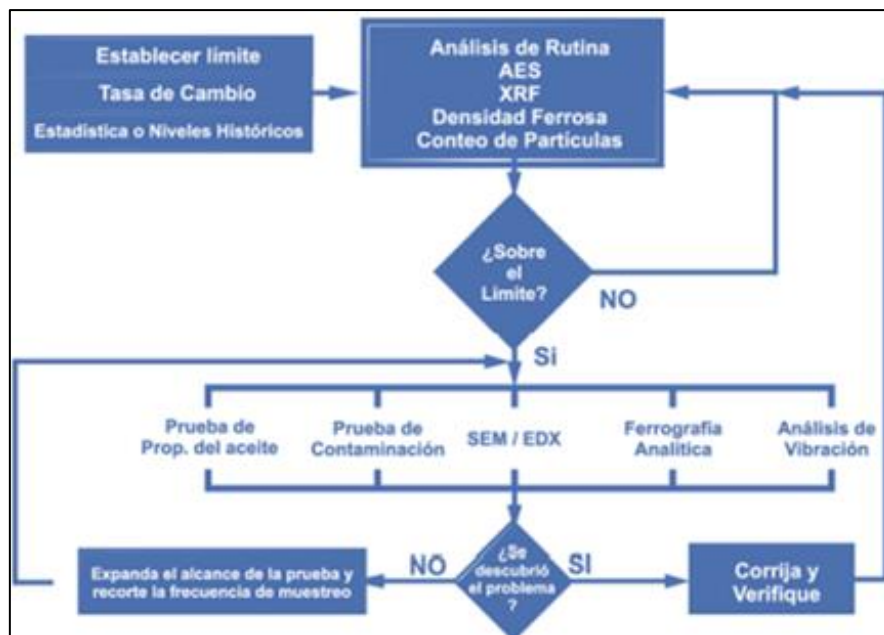 Establecer limite
Tasa de Cambio
Estadística o Niveles Históricos
Análisis de Rutina
AES
XRF
Densidad Ferrosa
Conteo de Partículas
¿Sobre
el
Limite?
NO
Si
Prueba de
Prop. del aceite
Prueba de
Contaminación
SEM / EDX
Ferrografia
Analítica
Análisis de
Vibración
¿Se
descubrió
el problema
?
NO
SI
Expanda el alcance de la prueba y
recorte la frecuencia de muestreo
Corrija y
Verifique